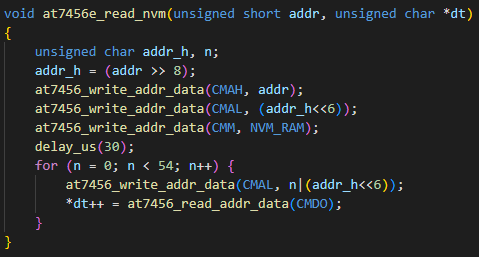 void at7456e_read_nvm(unsigned short addr, unsigned char *dt)
{
    unsigned char addr_h, n;
    addr_h = (addr >> 8);
    at7456_write_addr_data(CMAH, addr);
    at7456_write_addr_data(CMAL, (addr_h<<6));
    at7456_write_addr_data(CMM, NVM_RAM);
    delay_us(30);
    for (n = 0; n < 54; n++) {
        at7456_write_addr_data(CMAL, n|(addr_h<<6));
        *dt++ = at7456_read_addr_data(CMDO);
    }
}